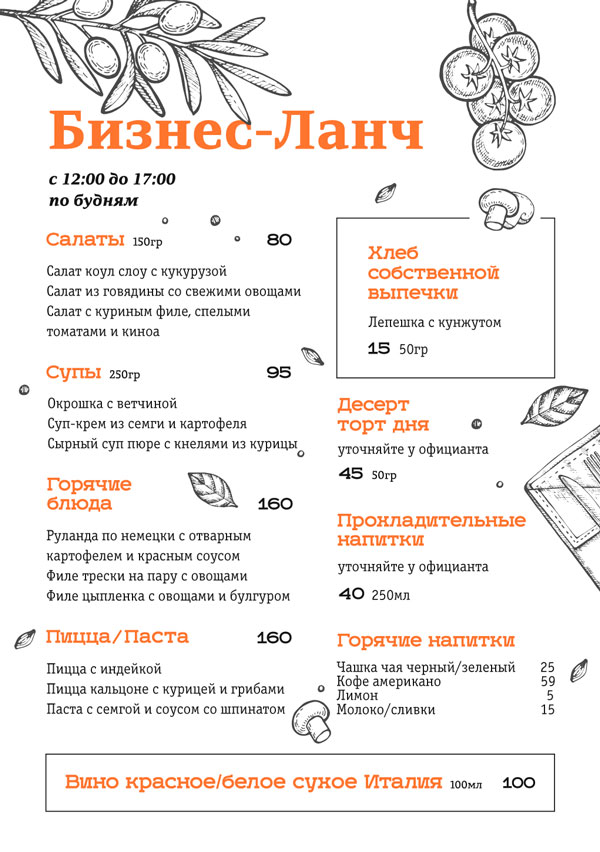 Бизнес-Ланч
с 12:00 до 17:00
по будням
Салаты 150гр 80
Салат коул слоу с кукурузой
Салат из говядины со свежими овощами
Салат с куриным филе, спелыми
томатами и киноа
Супы 250гр 95
Окрошка с ветчиной
Суп-крем из семги и картофеля
Сырный суп пюре с кнелями из курицы
Горячие
блюда 160
Руланда по немецки с отварным
картофелем и красным соусом
Филе трески на пару с овощами
Филе цыпленка с овощами и булгуром
Пицца/Паста 160
Пицца с индейкой
Пицца кальцоне с курицей и грибами
Паста с семгой и соусом со шпинатом
Хлеб
собственной
выпечки
Лепешка с кунжутом
15 50гр
Десерт
торт дня
уточняйте у официанта
45 50гр
Прохладительные
напитки
уточняйте у официанта
40 250мл
Горячие напитки
Чашка чая черный/зеленый 25
Кофе американо 59
Лимон 5
Молоко/сливки 15
Вино красное/белое сухое Италия 100мл 100